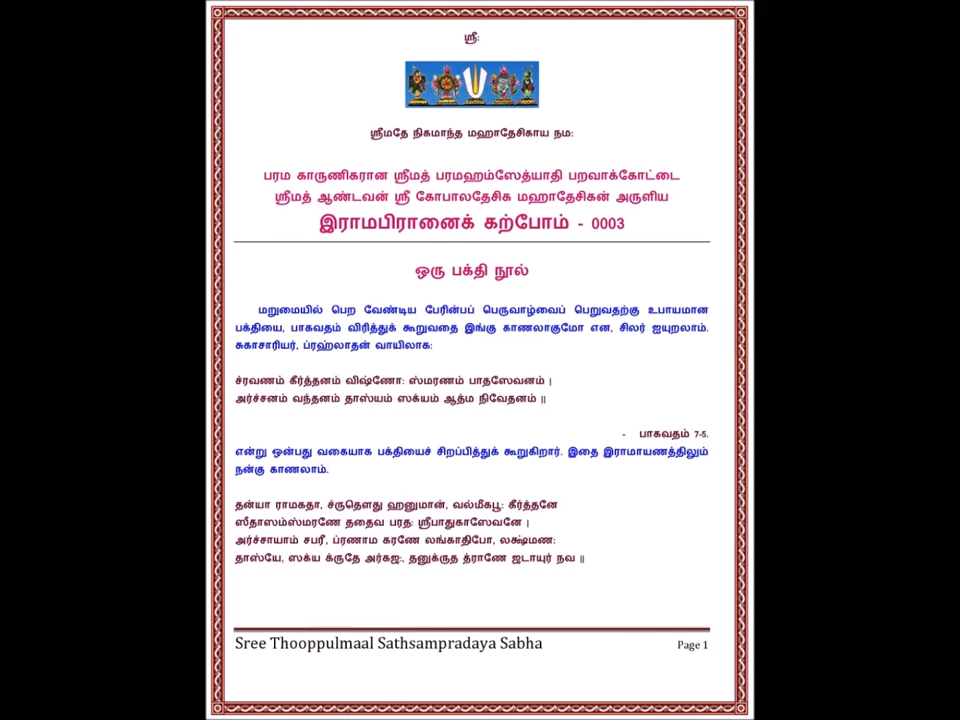 ஸ்ரீ:
ஸ்ரீமதே நிகமாந்த மஹாதேசிகாய நம:
பரம காருணிகரான ஸ்ரீமத் பரமஹம்ஸேத்யாதி பறவாக்கோட்டை
ஸ்ரீமத் ஆண்டவன் ஸ்ரீ கோபாலதேசிக மஹாதேசிகன் அருளிய
இராமபிரானைக் கற்போம் - 0003
ஒரு பக்தி நூல்
மறுமையில் பெற வேண்டிய பேரின்பப் பெருவாழ்வைப் பெறுவதற்கு உபாயமான
பக்தியை, பாகவதம் விரித்துக் கூறுவதை இங்கு காணலாகுமோ என, சிலர் ஐயுறலாம்.
சுகாசாரியர், ப்ரஹ்லாதன் வாயிலாக:
ச்ரவணம் கீர்த்தனம் விஷ்ணோ: ஸ்மரணம் பாதஸேவனம் |
அர்ச்சனம் வந்தனம் தாஸ்யம் ஸக்யம் ஆத்ம நிவேதனம் ||
- பாகவதம் 7-5.
என்று ஒன்பது வகையாக பக்தியைச் சிறப்பித்துக் கூறுகிறார். இதை இராமாயணத்திலும்
நன்கு காணலாம்.
தன்யா ராமகதா, ச்ருதௌது ஹனுமான், வல்மீகபூ: கீர்த்தனே
ஸீதாஸம்ஸ்மரணே ததைவ பரத: ஸ்ரீபாதுகாஸேவனே |
அர்ச்சாயாம் சபரீ, ப்ரணாம கரணே லங்காதிபோ, லக்ஷ்மண:
தாஸ்யே, ஸக்ய க்ருதே அர்கஜ:, தனுக்ருத த்ராணே ஜடாயுர் நவ ||
Sree Thooppulmaal Sathsampradaya Sabha
Page 1